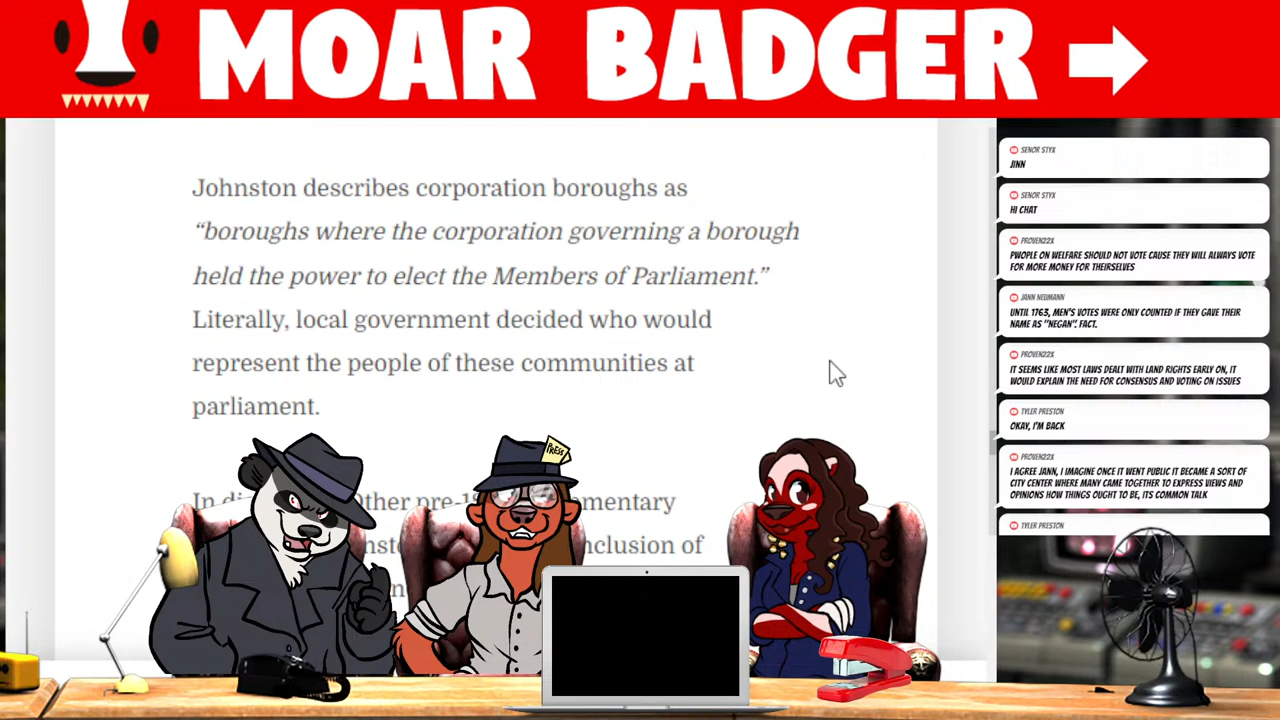 MOAR BADGER
Johnston describes corporation boroughs as
“boroughs where the corporation governing a borough
held the power to elect the Members of Parliament.”
Literally, local government decided who would
represent the people of these communities at
parliament.
PRESS
SENOR STYX
JINN
SENOR STYX
HI CHAT
PROVEN22X
PWOPLE ON WELFARE SHOULD NOT VOTE CAUSE THEY WILL ALWAYS VOTE
FOR MORE MONEY FOR THEIRSELVES
JANN NEUMANN
UNTIL 1763, MEN'S VOTES WERE ONLY COUNTED IF THEY GAVE THEIR
NAME AS "NEGAN". FACT.
PROVEN22X
IT SEEMS LIKE MOST LAWS DEALT WITH LAND RIGHTS EARLY ON, IT
WOULD EXPLAIN THE NEED FOR CONSENSUS AND VOTING ON ISSUES
TYLER PRESTON
OKAY, I'M BACK
PROVEN22X
I AGREE JANN, I IMAGINE ONCE IT WENT PUBLIC IT BECAME A SORT OF
CITY CENTER WHERE MANY CAME TOGETHER TO EXPRESS VIEWS AND
OPINIONS HOW THINGS OUGHT TO BE, ITS COMMON TALK
TYLER PRESTON